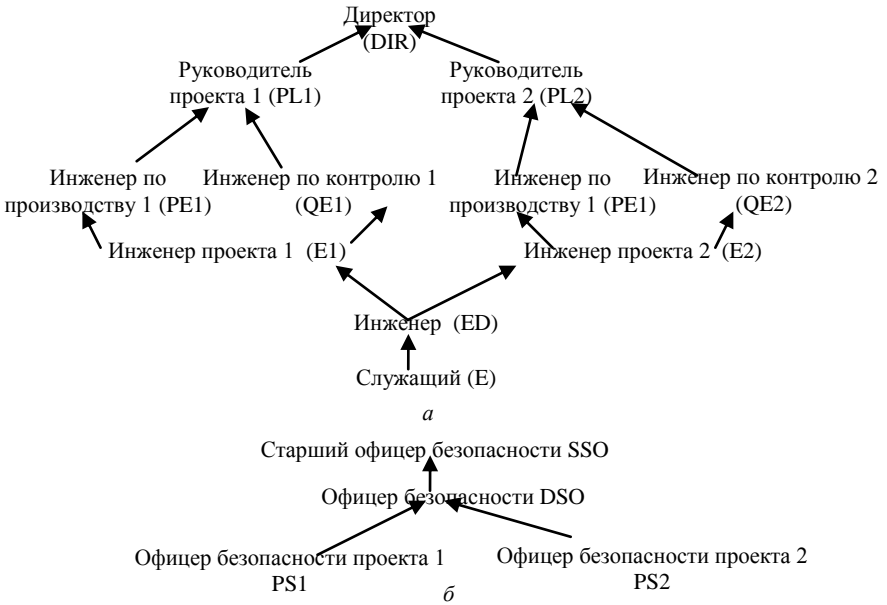 Директор
(DIR)
Руководитель
проекта 1 (PL1)
Руководитель
проекта 2 (PL2)
Инженер по
производству 1 (PE1)
Инженер по контролю 1
(QE1)
Инженер по
производству 1 (PE1)
Инженер по контролю 2
(QE2)
Инженер проекта 1 (E1)
Инженер проекта 2 (E2)
Инженер (ED)
Служащий (E)
а
Старший офицер безопасности SSO
Офицер безопасности DSO
Офицер безопасности проекта 1
PS1
Офицер безопасности проекта 2
PS2
б